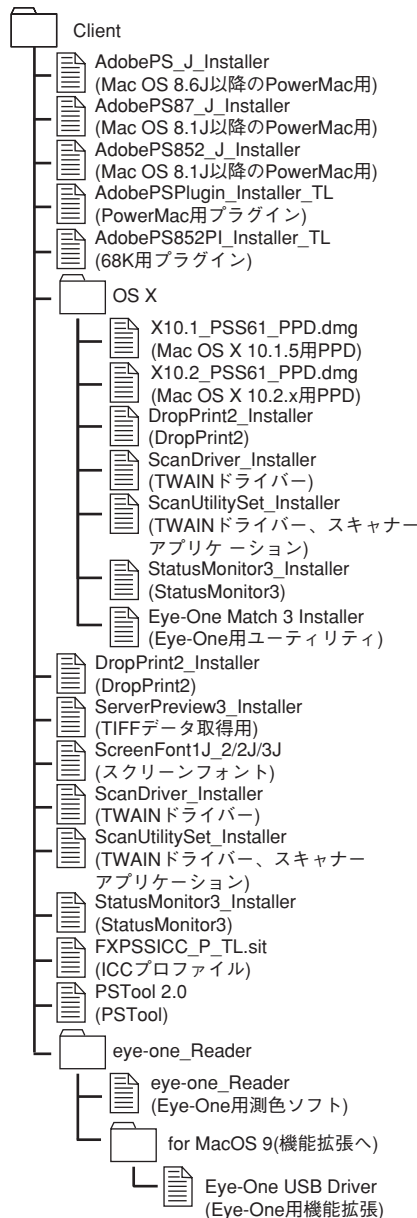 Client
AdobePS_J_Installer
(Mac OS 8.6J以降のPowerMac用)
AdobePS87_J_Installer
(Mac OS 8.1J以降のPowerMac用)
AdobePS852_J_Installer
(Mac OS 8.1J以降のPowerMac用)
AdobePSPlugin_Installer_TL
(PowerMac用プラグイン)
AdobePS852PI_Installer_TL
(68K用プラグイン)
OS X
X10.1_PSS61_PPD.dmg
(Mac OS X 10.1.5用PPD)
X10.2_PSS61_PPD.dmg
(Mac OS X 10.2.x用PPD)
DropPrint2_Installer
(DropPrint2)
ScanDriver_Installer
(TWAINドライバー)
ScanUtilitySet_Installer
(TWAINドライバー、スキャナー
アプリケ ーション)
StatusMonitor3_Installer
(StatusMonitor3)
Eye-One Match 3 Installer
(Eye-One用ユーティリティ)
DropPrint2_Installer
(DropPrint2)
ServerPreview3_Installer
(TIFFデータ取得用)
ScreenFont1J_2/2J/3J
(スクリーンフォント)
ScanDriver_Installer
(TWAINドライバー)
ScanUtilitySet_Installer
(TWAINドライバー、スキャナー
アプリケーション)
StatusMonitor3_Installer
(StatusMonitor3)
FXPSSICC_P_TL.sit
(ICCプロファイル)
PSTool 2.0
(PSTool)
eye-one_Reader
eye-one_Reader
(Eye-One用測色ソフト)
for MacOS 9(機能拡張へ)
Eye-One USB Driver
(Eye-One用機能拡張)